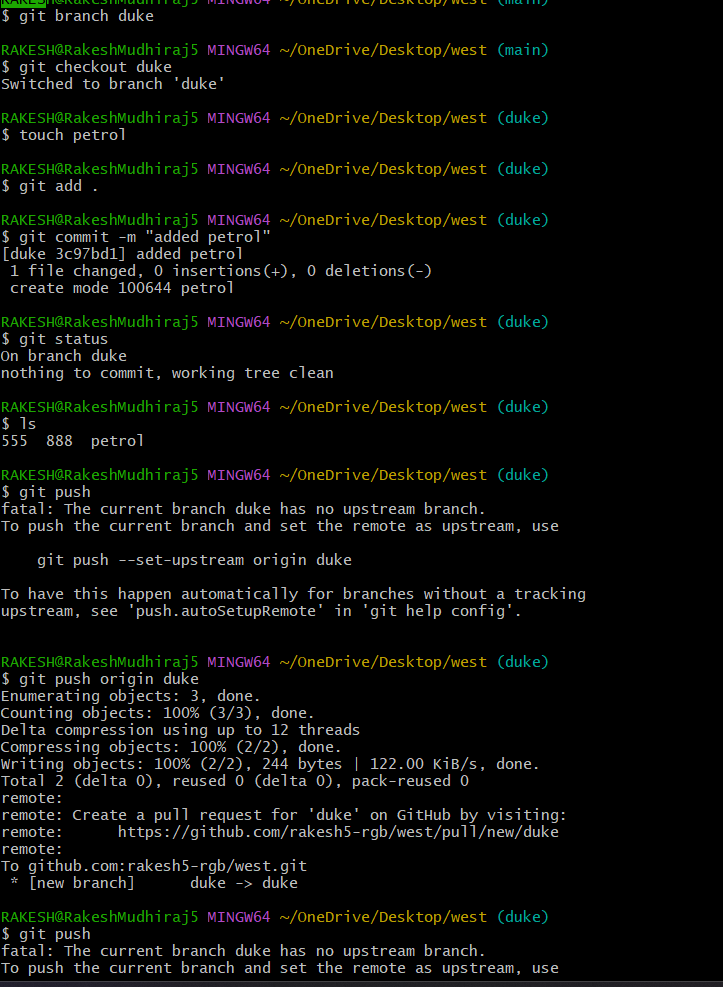 RAKESH@RakeshMudhiraj5 MINGW64 ~/OneDrive/Desktop/west (main)
$ git branch duke
RAKESH@RakeshMudhiraj5 MINGW64 ~/OneDrive/Desktop/west (main)
$ git checkout duke
Switched to branch 'duke'
RAKESH@RakeshMudhiraj5 MINGW64 ~/OneDrive/Desktop/west (duke)
$ touch petrol
RAKESH@RakeshMudhiraj5 MINGW64 ~/OneDrive/Desktop/west (duke)
$ git add .
RAKESH@RakeshMudhiraj5 MINGW64 ~/OneDrive/Desktop/west (duke)
$ git commit -m "added petrol"
[duke 3c97bd1] added petrol
 1 file changed, 0 insertions(+), 0 deletions(-)
 create mode 100644 petrol
RAKESH@RakeshMudhiraj5 MINGW64 ~/OneDrive/Desktop/west (duke)
$ git status
On branch duke
nothing to commit, working tree clean
RAKESH@RakeshMudhiraj5 MINGW64 ~/OneDrive/Desktop/west (duke)
$ ls
555  888  petrol
RAKESH@RakeshMudhiraj5 MINGW64 ~/OneDrive/Desktop/west (duke)
$ git push
fatal: The current branch duke has no upstream branch.
To push the current branch and set the remote as upstream, use
    git push --set-upstream origin duke
To have this happen automatically for branches without a tracking
upstream, see 'push.autoSetupRemote' in 'git help config'.
RAKESH@RakeshMudhiraj5 MINGW64 ~/OneDrive/Desktop/west (duke)
$ git push origin duke
Enumerating objects: 3, done.
Counting objects: 100% (3/3), done.
Delta compression using up to 12 threads
Compressing objects: 100% (2/2), done.
Writing objects: 100% (2/2), 244 bytes | 122.00 KiB/s, done.
Total 2 (delta 0), reused 0 (delta 0), pack-reused 0
remote:
remote: Create a pull request for 'duke' on GitHub by visiting:
remote:      https://github.com/rakesh5-rgb/west/pull/new/duke
remote:
To github.com:rakesh5-rgb/west.git
 * [new branch]      duke -> duke
RAKESH@RakeshMudhiraj5 MINGW64 ~/OneDrive/Desktop/west (duke)
$ git push
fatal: The current branch duke has no upstream branch.
To push the current branch and set the remote as upstream, use